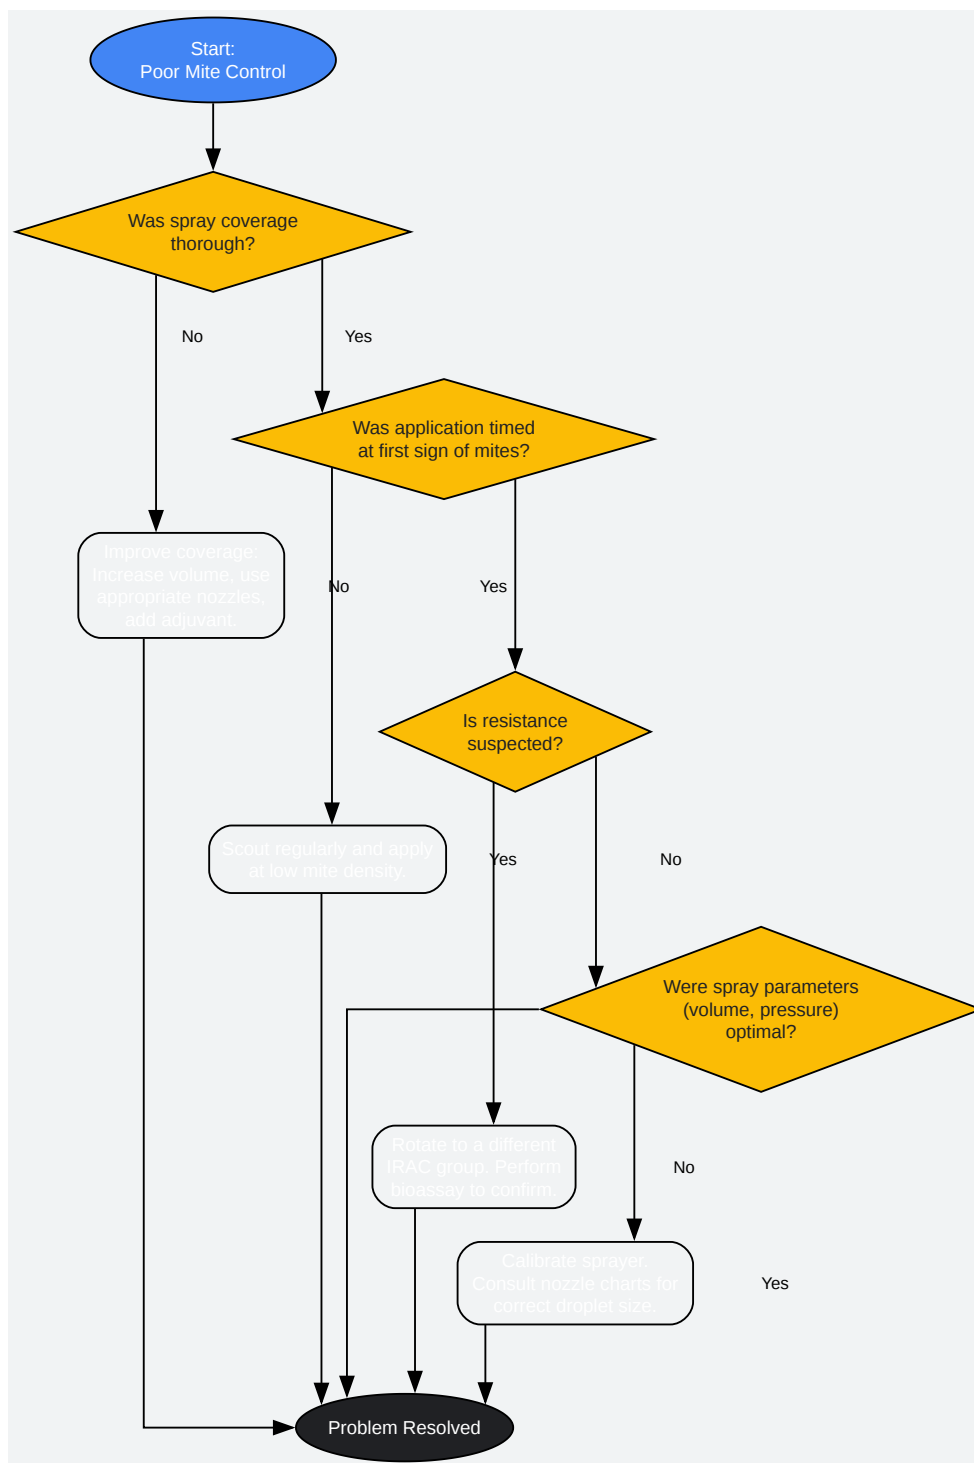 Start:
Poor Mite Control
Was spray coverage
thorough?
No
Yes
Was application timed
at first sign of mites?
Improve coverage:
Increase volume, use
appropriate nozzles,
add adjuvant.
No
Yes
Is resistance
suspected?
Scout regularly and apply
at low mite density.
Yes
No
Were spray parameters
(volume, pressure)
optimal?
Rotate to a different
IRAC group. Perform
bioassay to confirm.
No
Calibrate sprayer.
Consult nozzle charts for
correct droplet size.
Yes
Problem Resolved